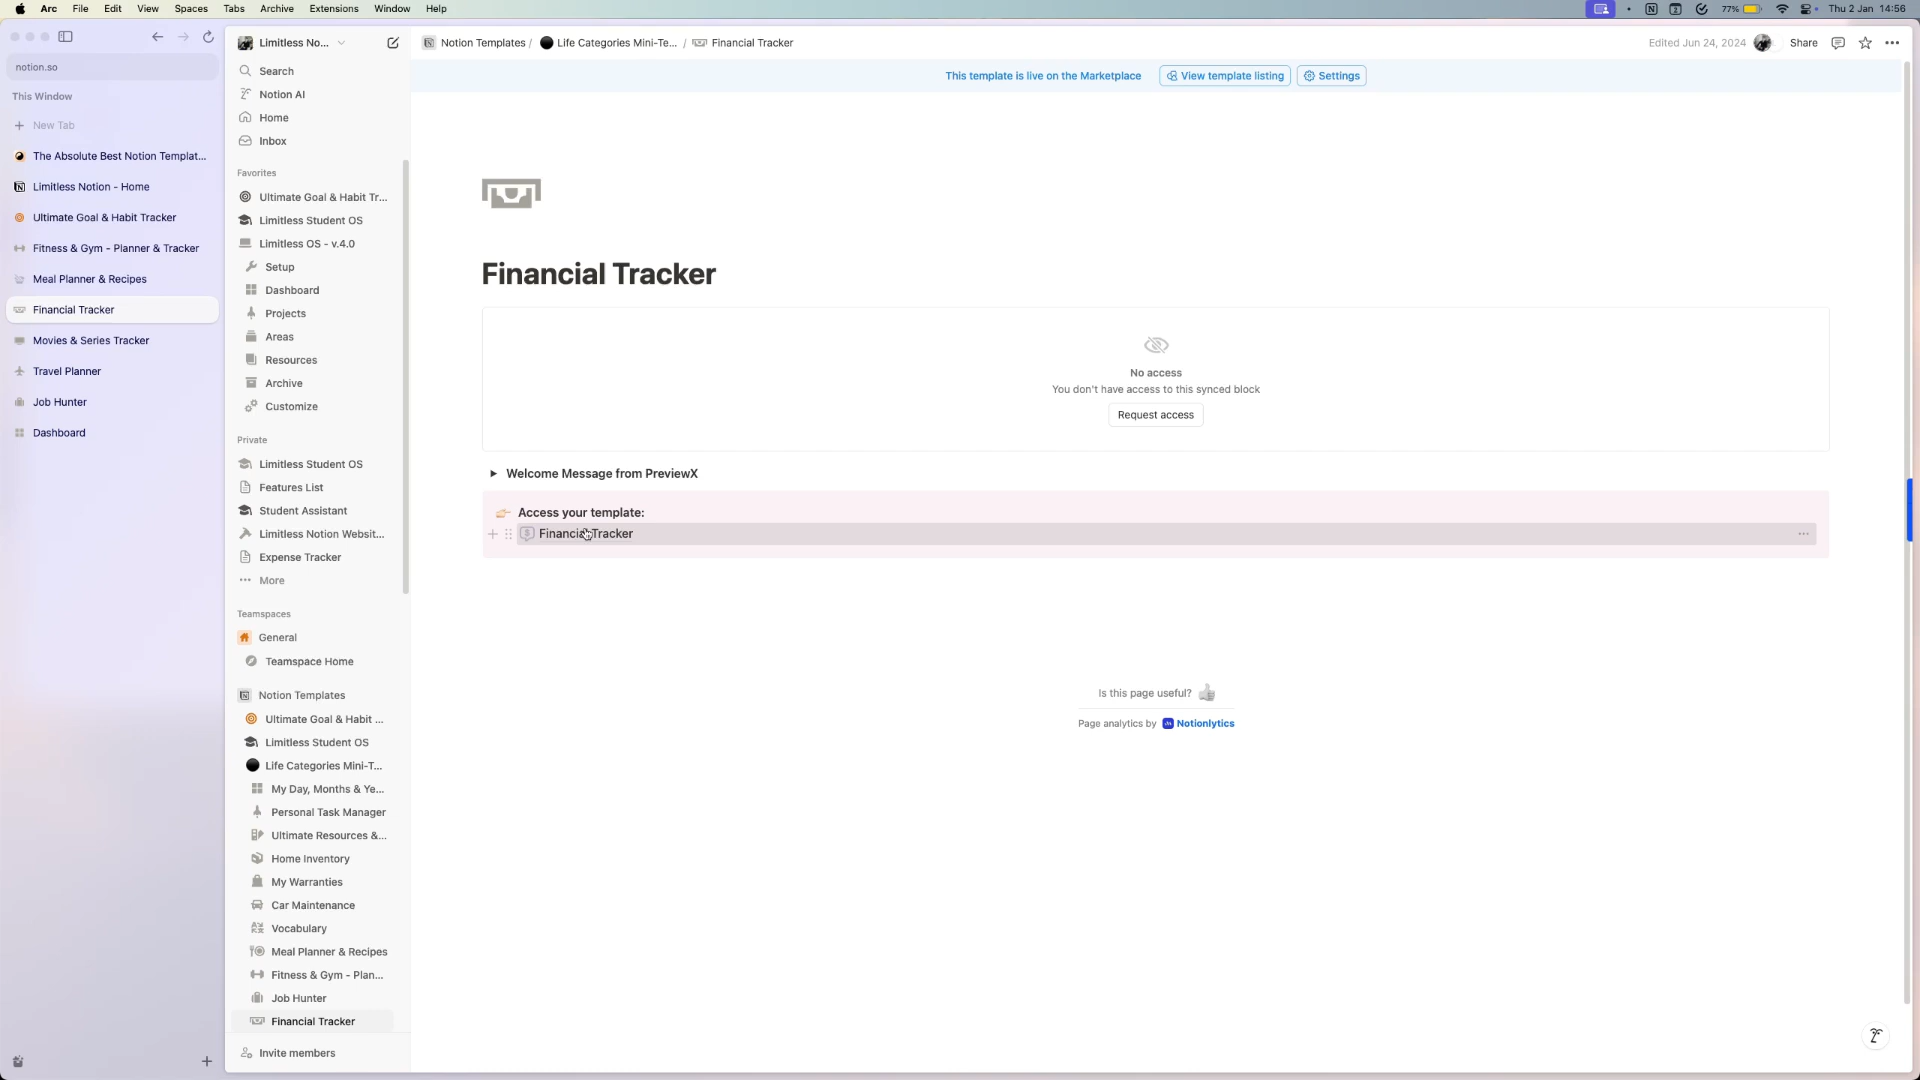 Arc File Edit View Spaces Tabs Archive Extensions Window Help
77% Thu 2 Jan 14:56
notion.so
This Window
New Tab
The Absolute Best Notion Templat...
Limitless Notion - Home
Ultimate Goal & Habit Tracker
Fitness & Gym - Planner & Tracker
Meal Planner & Recipes
Financial Tracker
Movies & Series Tracker
Travel Planner
Job Hunter
Dashboard
Limitless No...
Search
Notion AI
Home
Inbox
Favorites
Ultimate Goal & Habit Tr...
Limitless Student OS
Limitless OS - v.4.0
Setup
Dashboard
Projects
Areas
Resources
Archive
Customize
Private
Limitless Student OS
Features List
Student Assistant
Limitless Notion Websit...
Expense Tracker
More
Teamspaces
General
Teamspace Home
Notion Templates
Ultimate Goal & Habit ...
Limitless Student OS
Life Categories Mini-T...
My Day, Months & Ye...
Personal Task Manager
Ultimate Resources &...
Home Inventory
My Warranties
Car Maintenance
Vocabulary
Meal Planner & Recipes
Fitness & Gym - Plan...
Job Hunter
Financial Tracker
Invite members
Notion Templates / Life Categories Mini-Te... / Financial Tracker
Edited Jun 24, 2024 Share
This template is live on the Marketplace View template listing Settings
Financial Tracker
No access
You don't have access to this synced block
Request access
Welcome Message from PreviewX
Access your template:
Financial Tracker
Is this page useful?
Page analytics by Notionlytics